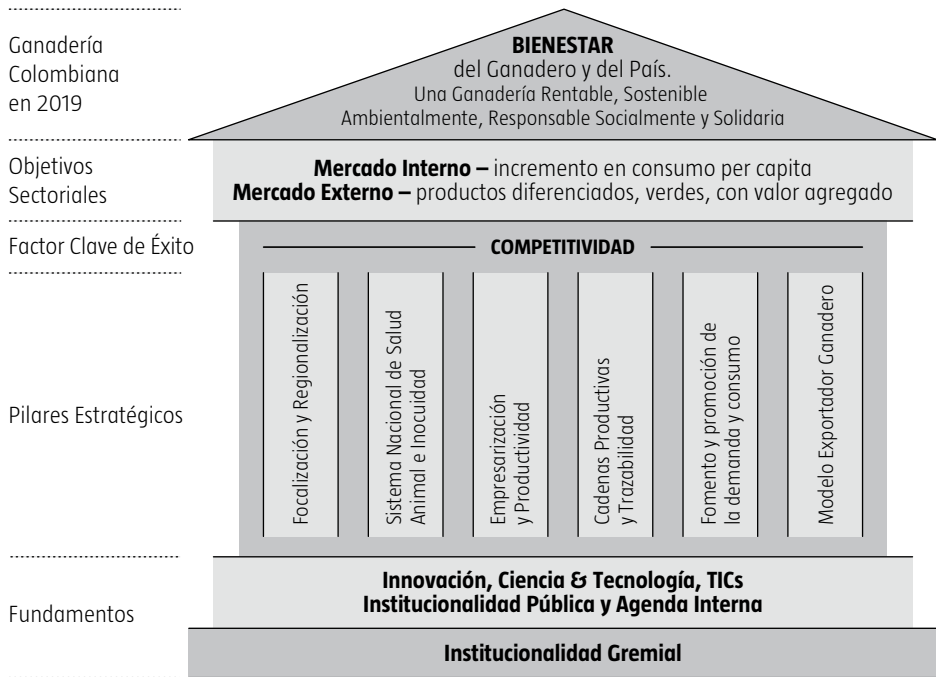 Ganadería
Colombiana
en 2019
BIENESTAR
del Ganadero y del País.
Una Ganadería Rentable, Sostenible
Ambientalmente, Responsable Socialmente y Solidaria
Objetivos
Sectoriales
Mercado Interno – incremento en consumo per capita
Mercado Externo – productos diferenciados, verdes, con valor agregado
Factor Clave de Éxito
COMPETITIVIDAD
Pilares Estratégicos
Focalización y Regionalización
Sistema Nacional de Salud
Animal e Inocuidad
Empresarización
y Productividad
Cadenas Productivas
y Trazabilidad
Fomento y promoción de
la demanda y consumo
Modelo Exportador Ganadero
Fundamentos
Innovación, Ciencia & Tecnología, TICs
Institucionalidad Pública y Agenda Interna
Institucionalidad Gremial